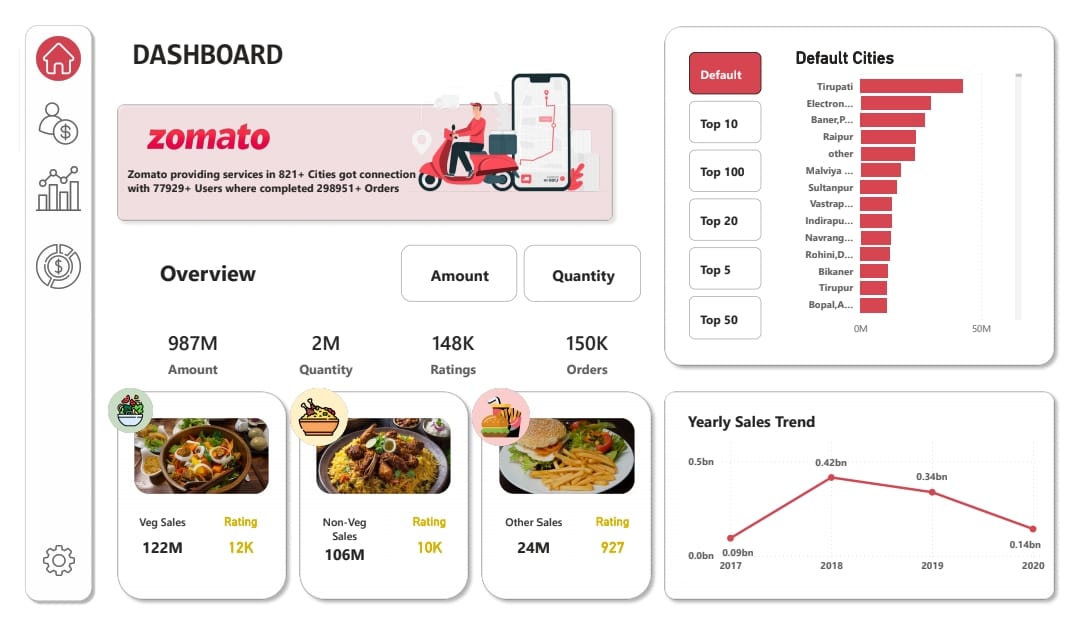 DASHBOARD
zomato
Zomato providing services in 821+ Cities got connection
with 77929+ Users where completed 298951+ Orders
Overview
Amount
Quantity
987M
Amount
2M
Quantity
148K
Ratings
150K
Orders
Veg Sales
122M
Rating
12K
Non-Veg
Sales
106M
Rating
10K
Other Sales
24M
Rating
927
Default
Top 10
Top 100
Top 20
Top 5
Top 50
Default Cities
Tirupati
Electron...
Baner,P...
Raipur
other
Malviya ...
Sultanpur
Vastrap...
Indirapu...
Navrang...
Rohini,D...
Bikaner
Tirupur
Bopal,A...
0M
50M
Yearly Sales Trend
0.5bn
0.0bn
0.09bn
0.42bn
0.34bn
0.14bn
2017
2018
2019
2020